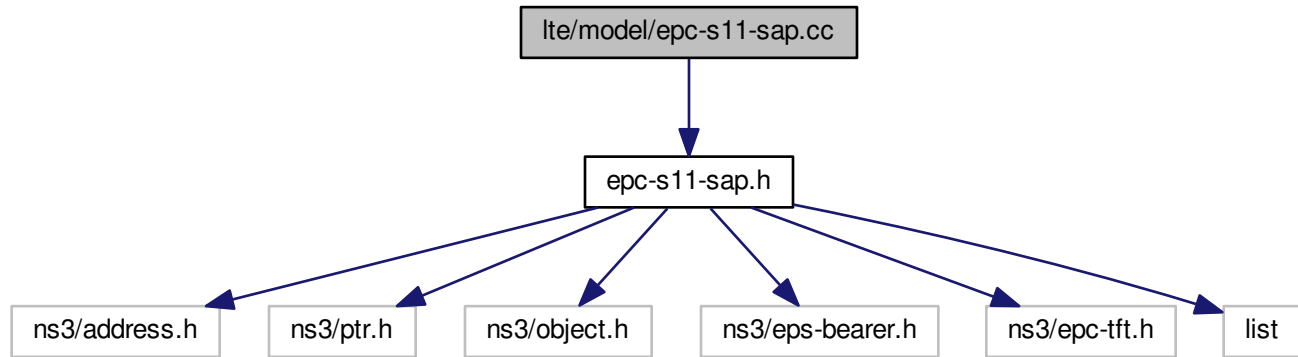 lte/model/epc-s11-sap.cc
epc-s11-sap.h
ns3/address.h
ns3/ptr.h
ns3/object.h
ns3/eps-bearer.h
ns3/epc-tft.h
list